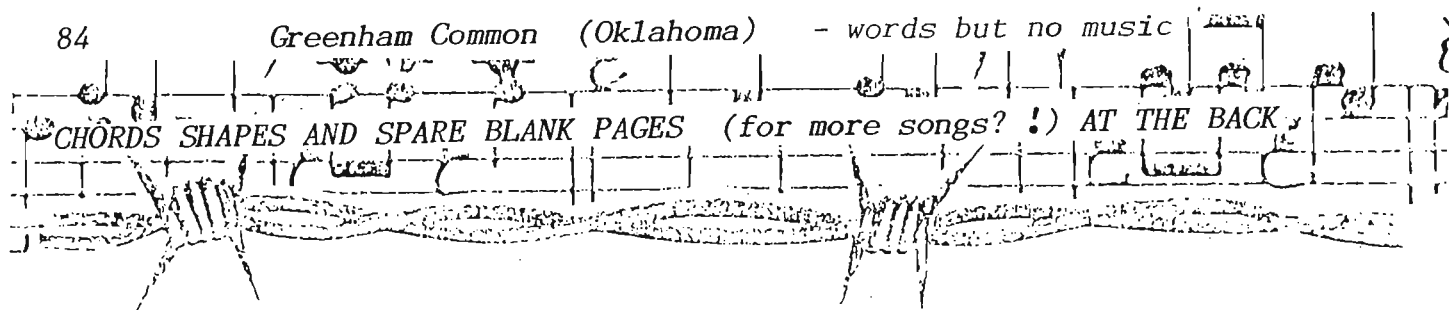 84 Greenham Common (Oklahoma) - words but no music
CHORDS SHAPES AND SPARE BLANK PAGES (for more songs? !) AT THE BACK